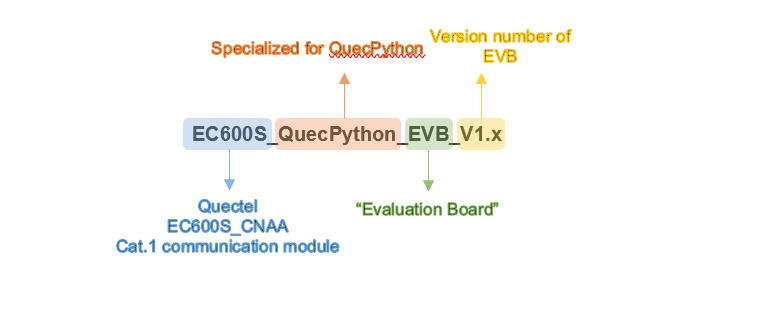 Specialized for QuecPython
Version number of
EVB
EC600S_QuecPython_EVB_V1.x
Quectel
EC600S_CNAA
Cat.1 communication module
“Evaluation Board”